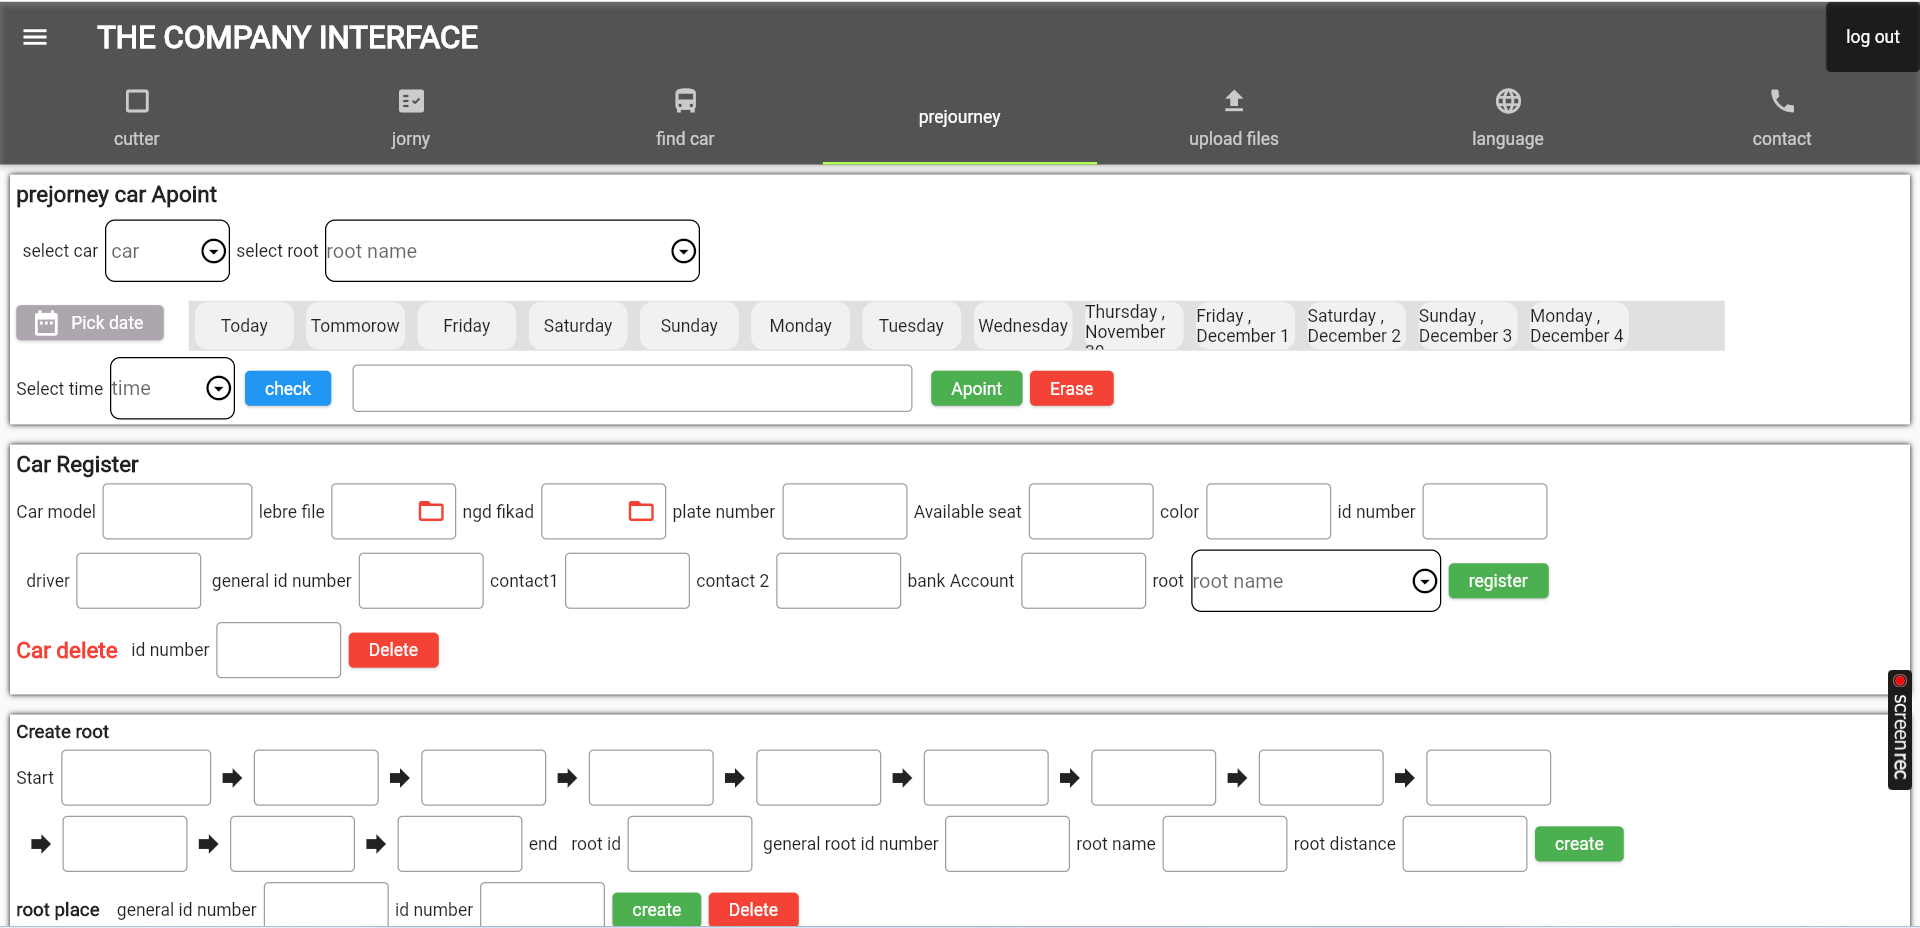 THE COMPANY INTERFACE
log out
cutter
jorny
find car
prejourney
upload files
language
contact
prejorney car Apoint
select car car select root root name
Pick date Today Tommorow Friday Saturday Sunday Monday Tuesday Wednesday
Thursday ,
November
Friday ,
December 1
Saturday ,
December 2
Sunday ,
December 3
Monday ,
December 4
Select time time check Apoint Erase
Car Register
Car model lebre file ngd fikad plate number Available seat color id number
driver general id number contact1 contact 2 bank Account root root name register
Car delete id number Delete
screenrec
Create root
Start
end root id general root id number root name root distance create
root place general id number id number create Delete